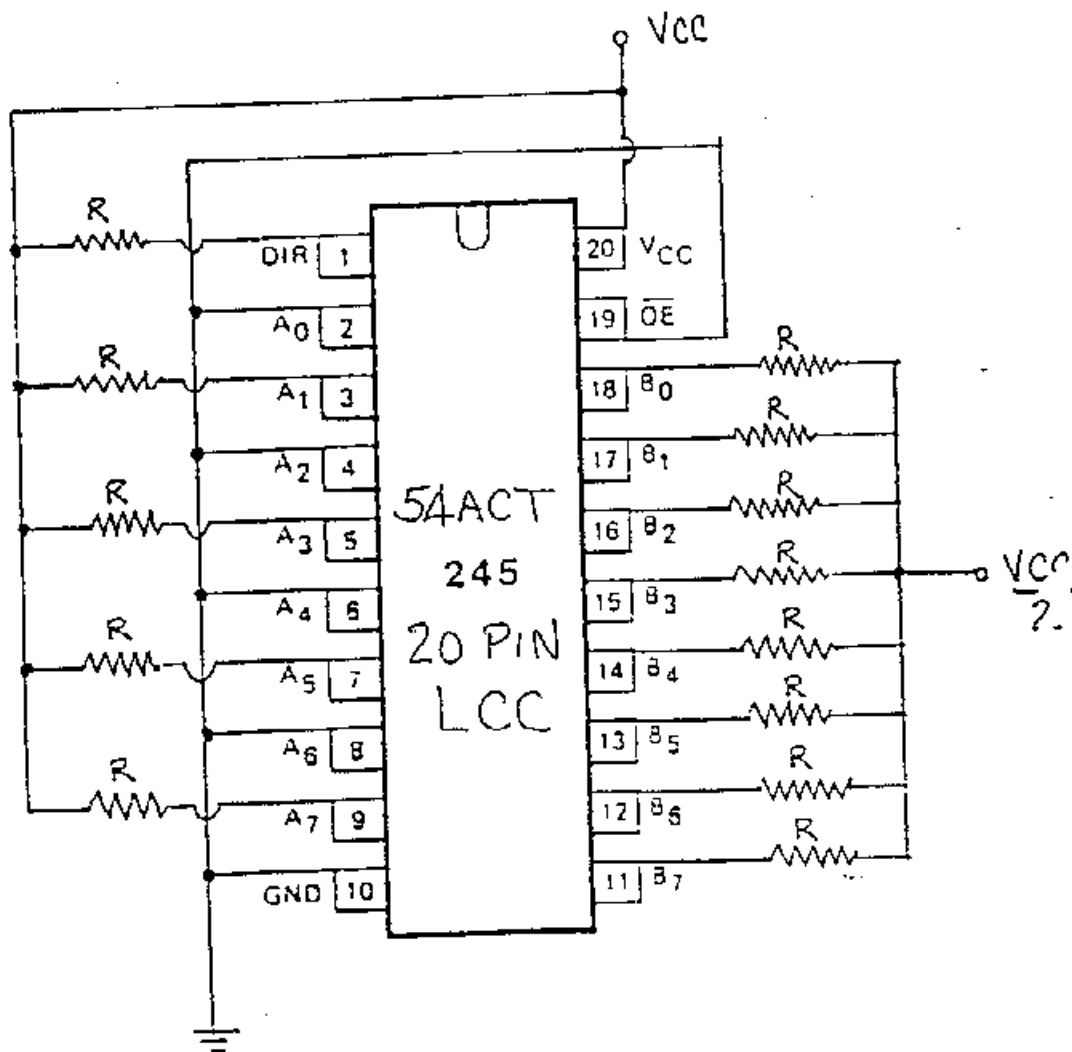 VCC
R
DIR 1
20 VCC
A0 2
19 OE
R
A1 3
18 B0
R
A2 4
17 B1
R
R
A3 5
16 B2
R
A4 6
15 B3
R
VCC
2
R
A5 7
14 B4
R
A6 8
13 B5
R
R
A7 9
12 B6
R
GND 10
11 B7
R
54ACT
245
20 PIN
LCC